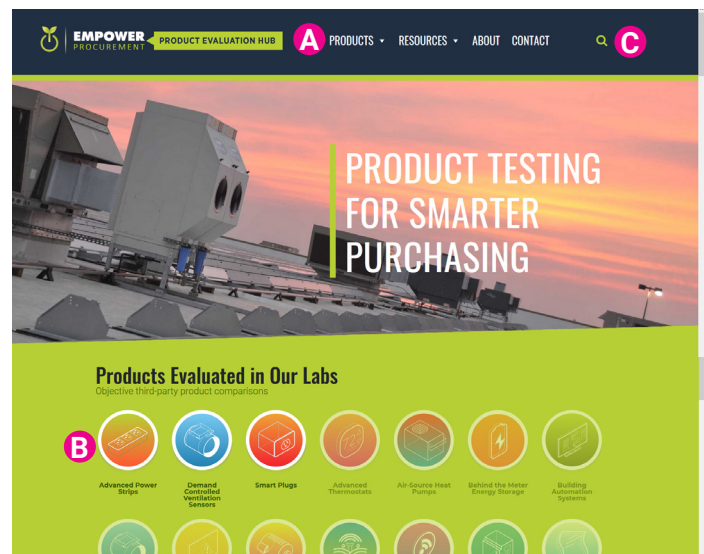 EMPOWER
PROCUREMENT
PRODUCT EVALUATION HUB
A
PRODUCTS
RESOURCES
ABOUT
CONTACT
C
PRODUCT TESTING
FOR SMARTER
PURCHASING
Products Evaluated in Our Labs
Objective third-party product comparisons
B
72°
Advanced Power
Strips
Demand
Controlled
Ventilation
Sensors
Smart Plugs
Advanced
Thermostats
Air-Source Heat
Pumps
Behind the Meter
Energy Storage
Building
Automation
Systems